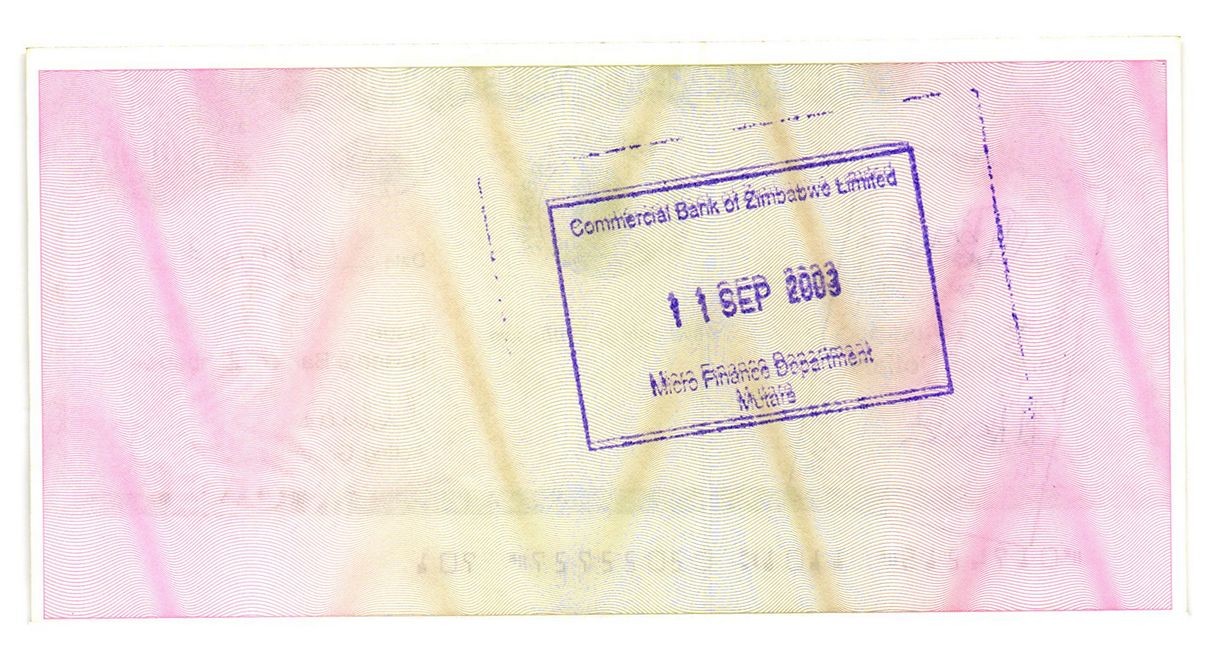 Commercial Bank of Zimbabwe Limited
11 SEP 2003
Micro Finance Department
Mutare